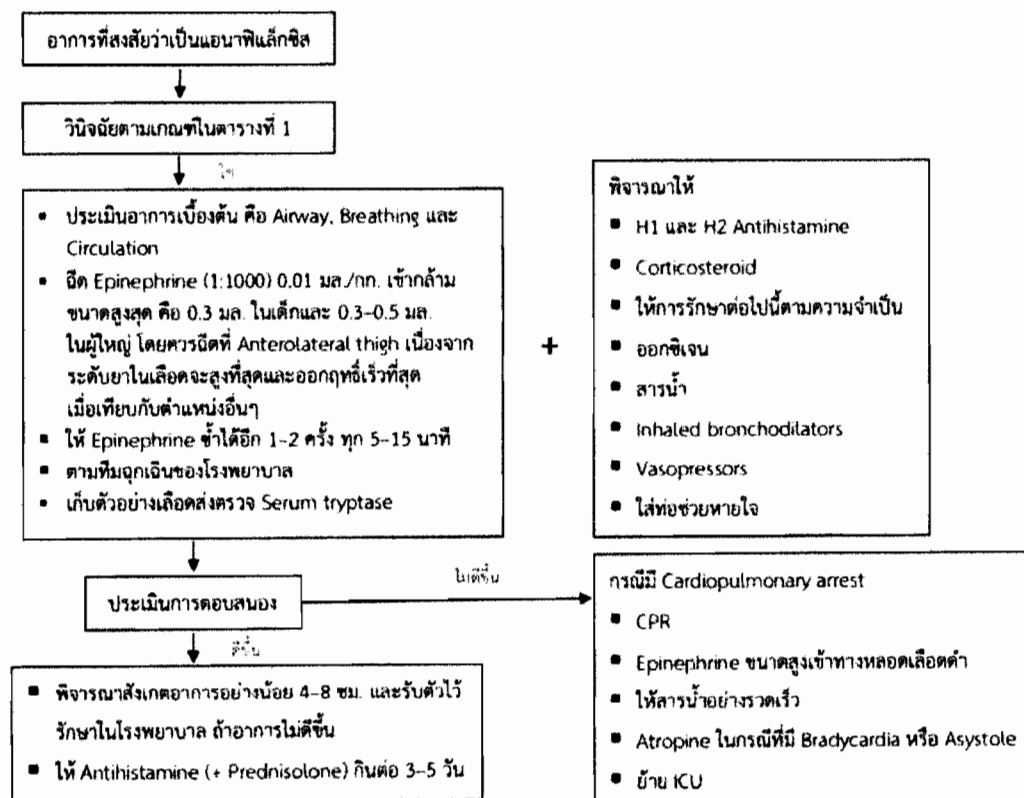 อาการที่สงสัยว่าเป็นแอนาฟิแล็กซิส
วินิจฉัยตามเกณฑ์ในตารางที่ 1
ใช่
• ประเมินอาการเบื้องต้น คือ Airway, Breathing และ
Circulation
• ฉีด Epinephrine (1:1000) 0.01 มล./กก. เข้ากล้าม
ขนาดสูงสุด คือ 0.3 มล. ในเด็กและ 0.3–0.5 มล.
ในผู้ใหญ่ โดยควรฉีดที่ Anterolateral thigh เนื่องจาก
ระดับยาในเลือดจะสูงที่สุดและออกฤทธิ์เร็วที่สุด
เมื่อเทียบกับตำแหน่งอื่นๆ
▪ ให้ Epinephrine ซ้ำได้อีก 1–2 ครั้ง ทุก 5–15 นาที
▪ ตามทีมฉุกเฉินของโรงพยาบาล
• เก็บตัวอย่างเลือดส่งตรวจ Serum tryptase
+
พิจารณาให้
▪ H1 และ H2 Antihistamine
▪ Corticosteroid
▪ ให้การรักษาต่อไปนี้ตามความจำเป็น
▪ ออกซิเจน
▪ สารน้ำ
▪ Inhaled bronchodilators
▪ Vasopressors
▪ ใส่ท่อช่วยหายใจ
ประเมินการตอบสนอง
ไม่ดีขึ้น
ดีขึ้น
▪ พิจารณาสังเกตอาการอย่างน้อย 4–8 ชม. และรับตัวไว้
รักษาในโรงพยาบาล ถ้าอาการไม่ดีขึ้น
▪ ให้ Antihistamine (+ Prednisolone) กินต่อ 3–5 วัน
กรณีมี Cardiopulmonary arrest
▪ CPR
▪ Epinephrine ขนาดสูงเข้าทางหลอดเลือดดำ
▪ ให้สารน้ำอย่างรวดเร็ว
▪ Atropine ในกรณีที่มี Bradycardia หรือ Asystole
▪ ย้าย ICU